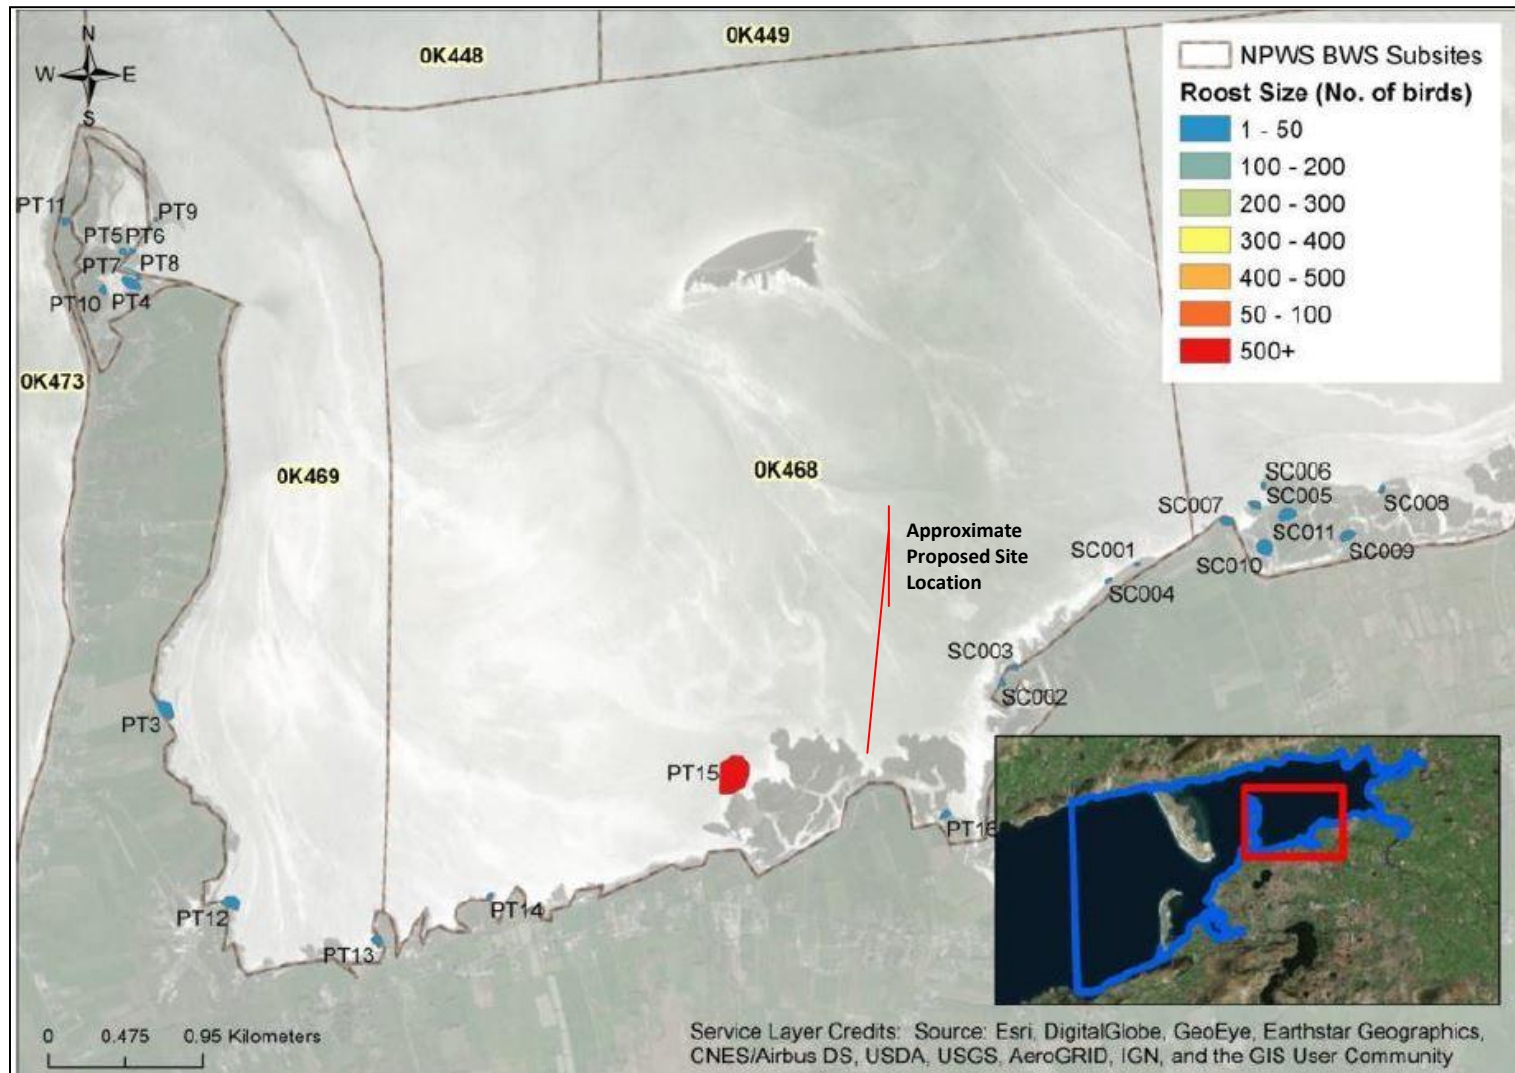 N
W E
S
0K448
0K449
NPWS BWS Subsites
Roost Size (No. of birds)
1 - 50
100 - 200
200 - 300
300 - 400
400 - 500
50 - 100
500+
PT11
PT9
PT5 PT6
PT7 PT8
PT10 PT4
0K473
0K469
0K468
Approximate
Proposed Site
Location
SC006
SC005
SC008
SC007
SC011
SC010
SC009
SC001
SC004
SC003
SC002
PT3
PT15
PT16
PT12
PT14
PT13
0 0.475 0.95 Kilometers
Service Layer Credits: Source: Esri, DigitalGlobe, GeoEye, Earthstar Geographics,
CNES/Airbus DS, USDA, USGS, AeroGRID, IGN, and the GIS User Community